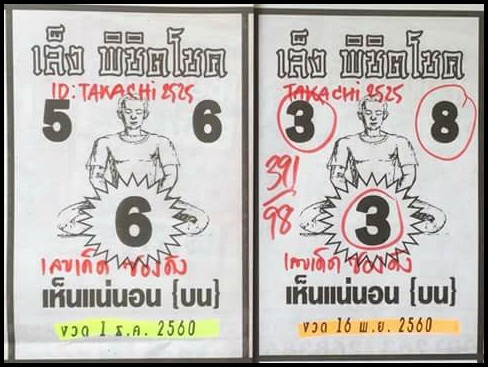 เล็ง พิชิตโชค
ID:TAKACHI 2525
5 6
6
เลขเด็ด ซองดัง
เห็นแน่นอน {บน}
งวด 1 ธ.ค. 2560
เล็ง พิชิตโชค
TAKACHI 2525
3 8
391
98
3
เลขเด็ด ซองดัง
เห็นแน่นอน {บน}
งวด 16 พ.ย. 2560